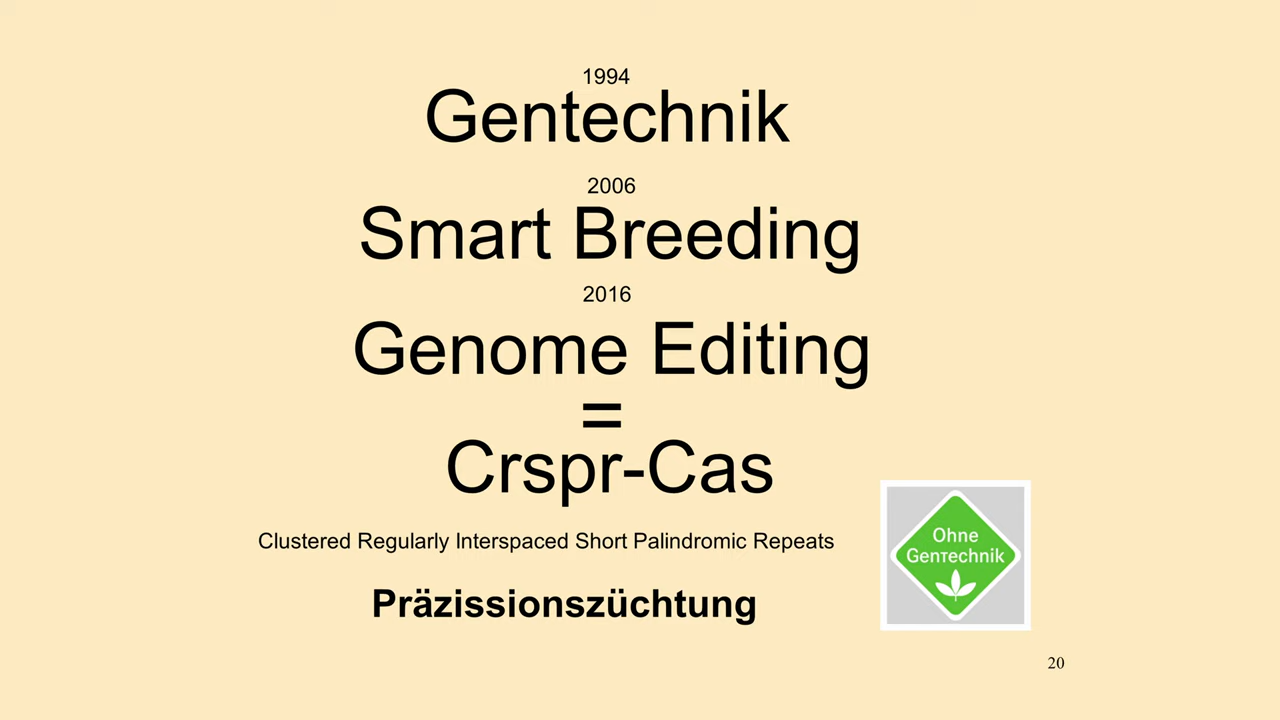 1994
Gentechnik
2006
Smart Breeding
2016
Genome Editing
=
Crspr-Cas
Clustered Regularly Interspaced Short Palindromic Repeats
Ohne
GenTechnik
Präzissionszüchtung
20